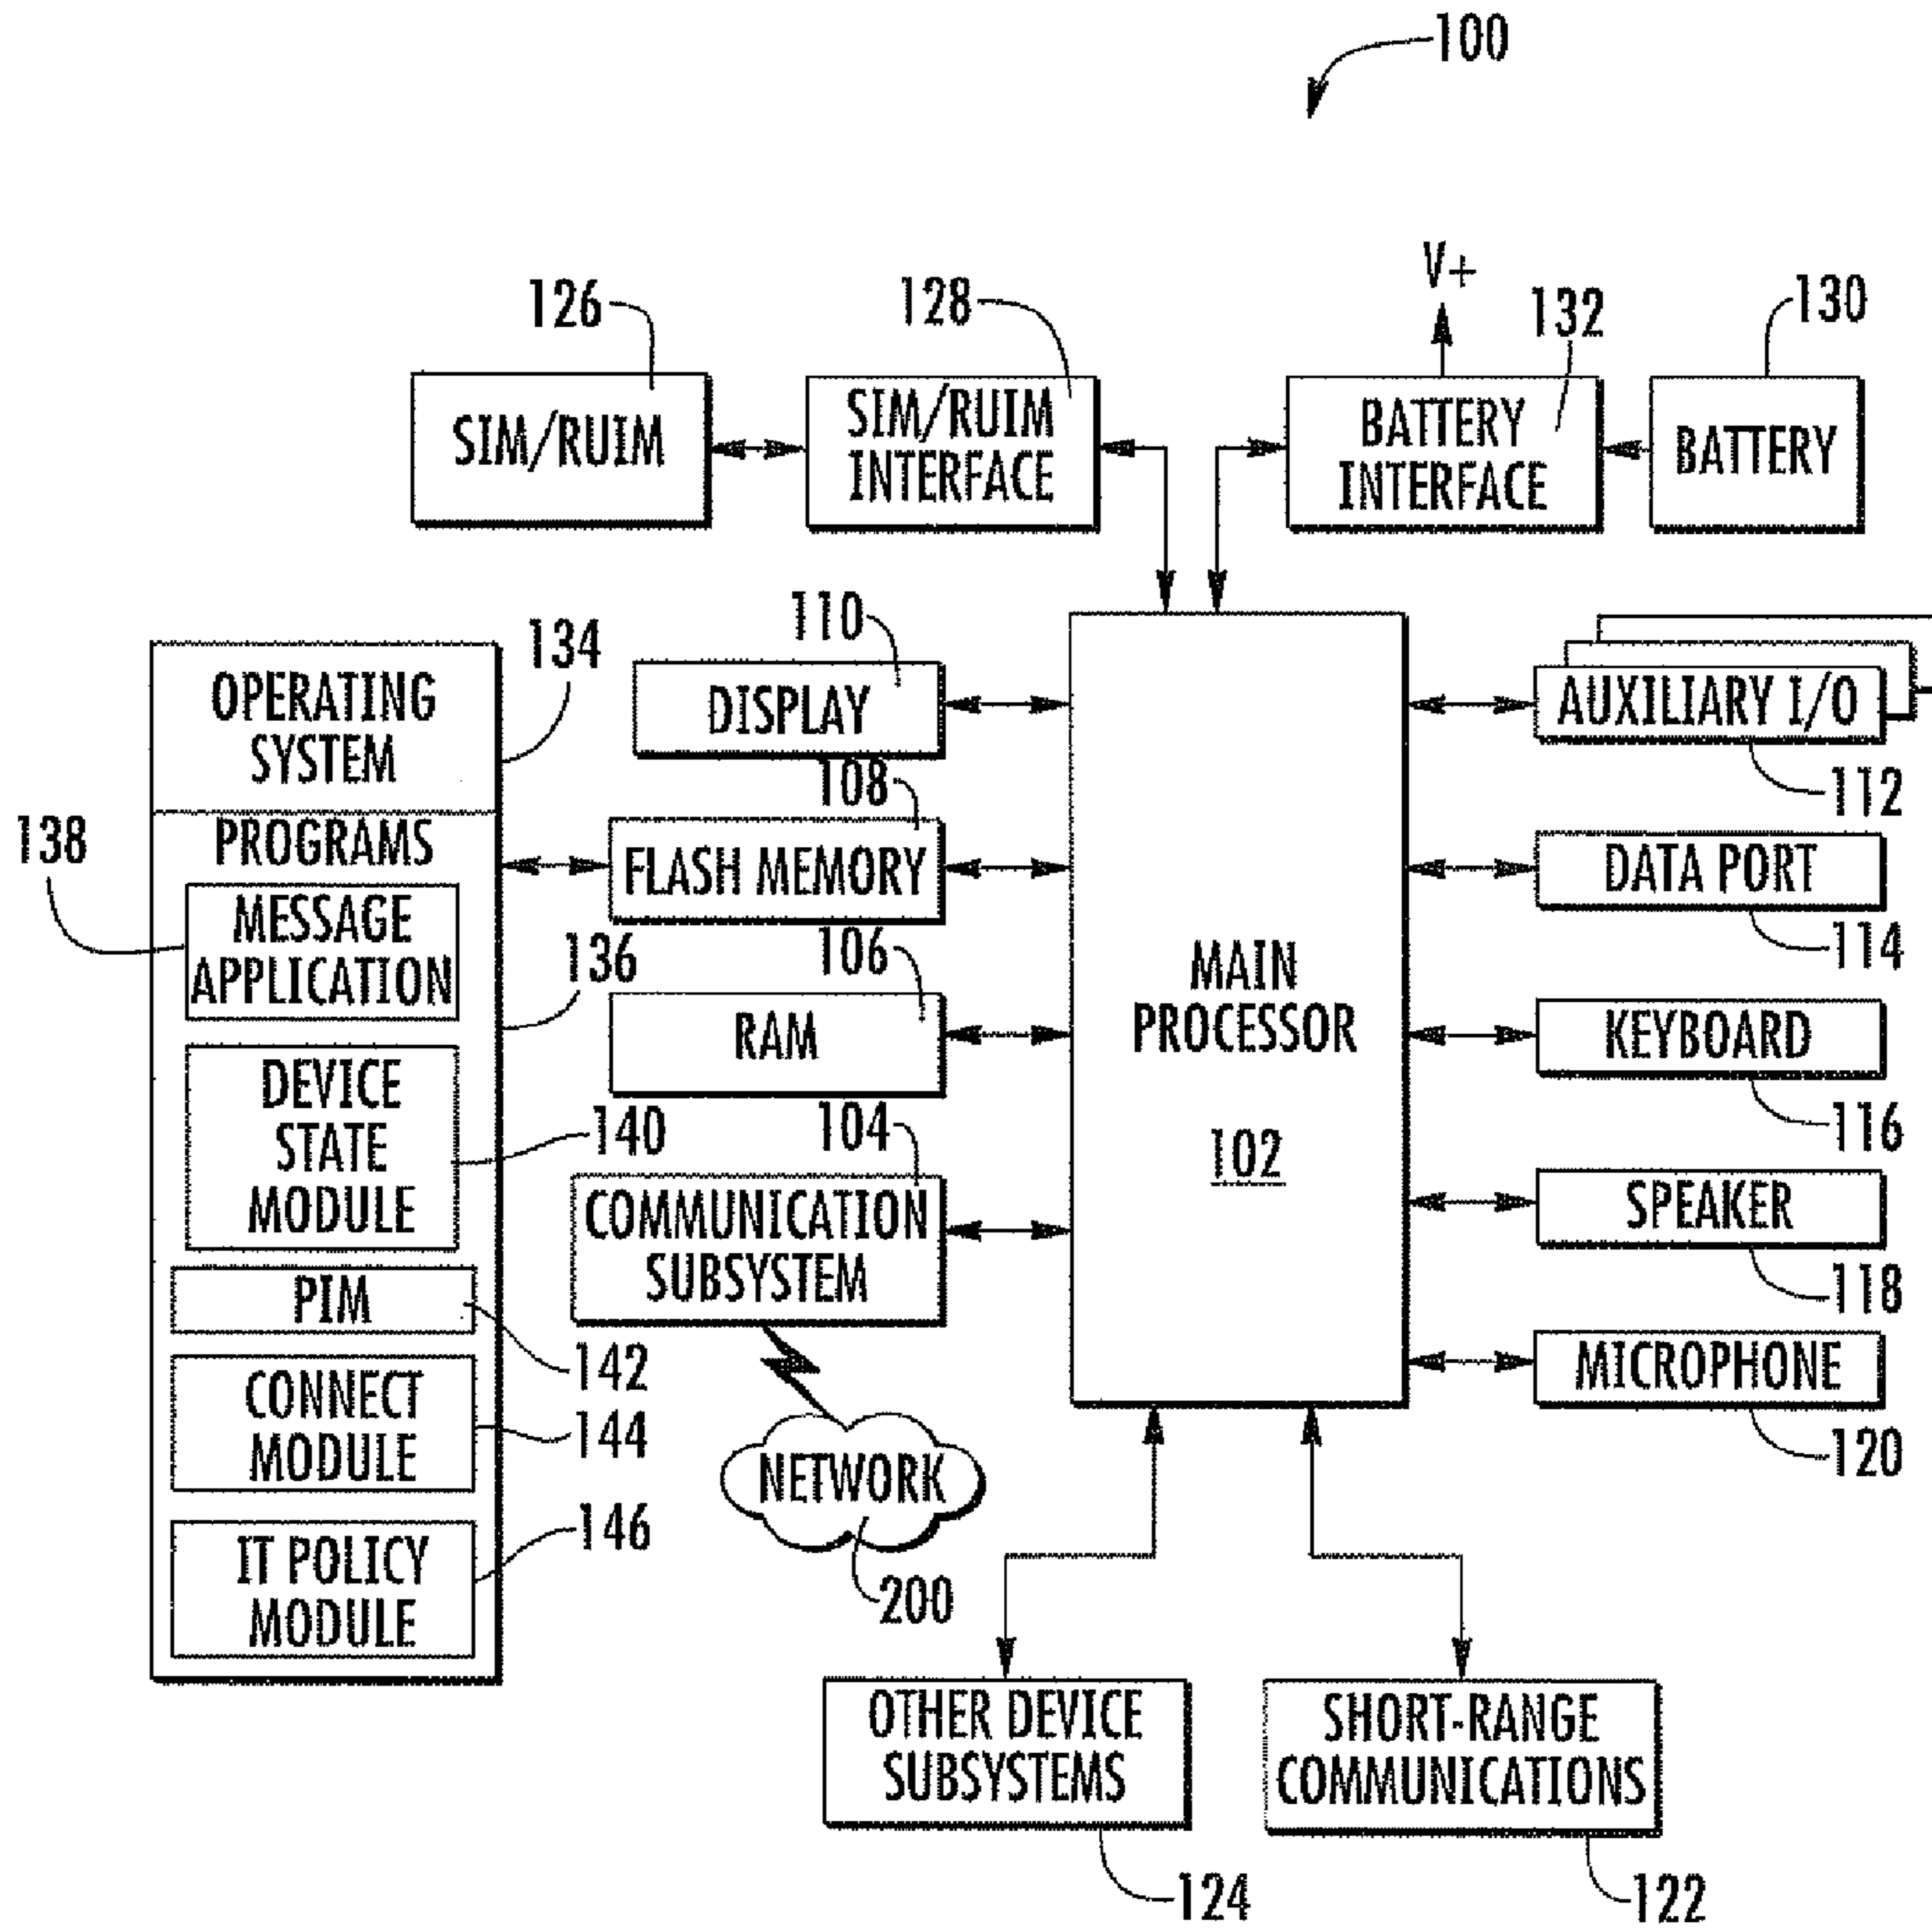 100
V+
126
128
132
130
SIM/RUIM
SIM/RUIM
INTERFACE
BATTERY
INTERFACE
BATTERY
110
134
OPERATING
SYSTEM
DISPLAY
AUXILIARY I/O
112
108
138
PROGRAMS
FLASH MEMORY
DATA PORT
114
MESSAGE
APPLICATION
136
106
RAM
MAIN
PROCESSOR
102
KEYBOARD
116
DEVICE
STATE
MODULE
140
104
COMMUNICATION
SUBSYSTEM
SPEAKER
118
PIM
142
MICROPHONE
120
CONNECT
MODULE
144
NETWORK
200
IT POLICY
MODULE
146
OTHER DEVICE
SUBSYSTEMS
124
SHORT-RANGE
COMMUNICATIONS
122